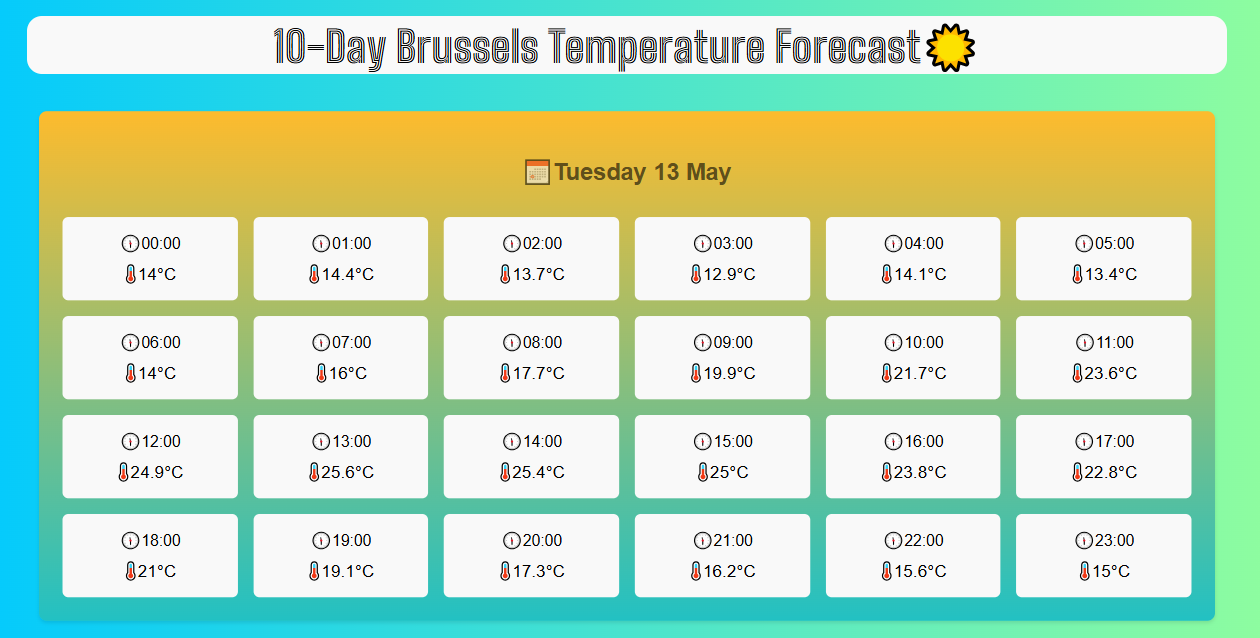 10-Day Brussels Temperature Forecast
Tuesday 13 May
00:00 01:00 02:00 03:00 04:00 05:00
14°C 14.4°C 13.7°C 12.9°C 14.1°C 13.4°C
06:00 07:00 08:00 09:00 10:00 11:00
14°C 16°C 17.7°C 19.9°C 21.7°C 23.6°C
12:00 13:00 14:00 15:00 16:00 17:00
24.9°C 25.6°C 25.4°C 25°C 23.8°C 22.8°C
18:00 19:00 20:00 21:00 22:00 23:00
21°C 19.1°C 17.3°C 16.2°C 15.6°C 15°C